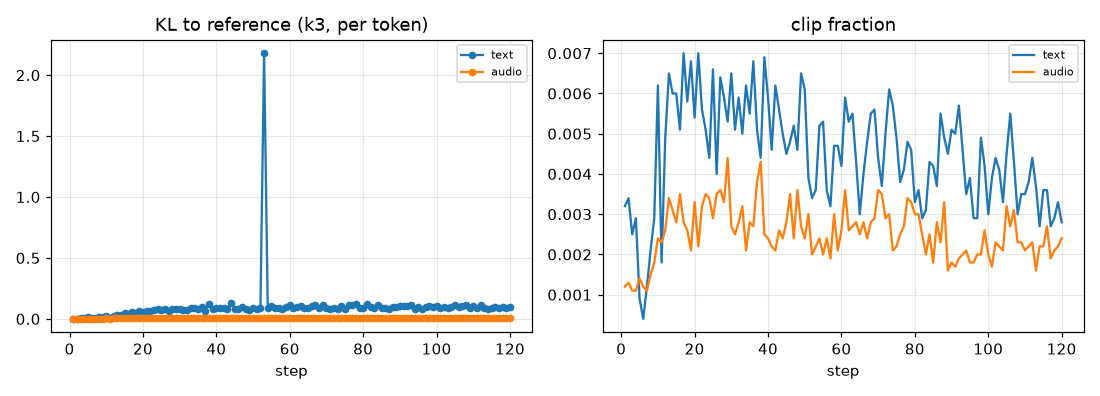 KL to reference (k3, per token)
text
audio
2.0
1.5
1.0
0.5
0.0
0 20 40 60 80 100 120
step
clip fraction
text
audio
0.007
0.006
0.005
0.004
0.003
0.002
0.001
0 20 40 60 80 100 120
step